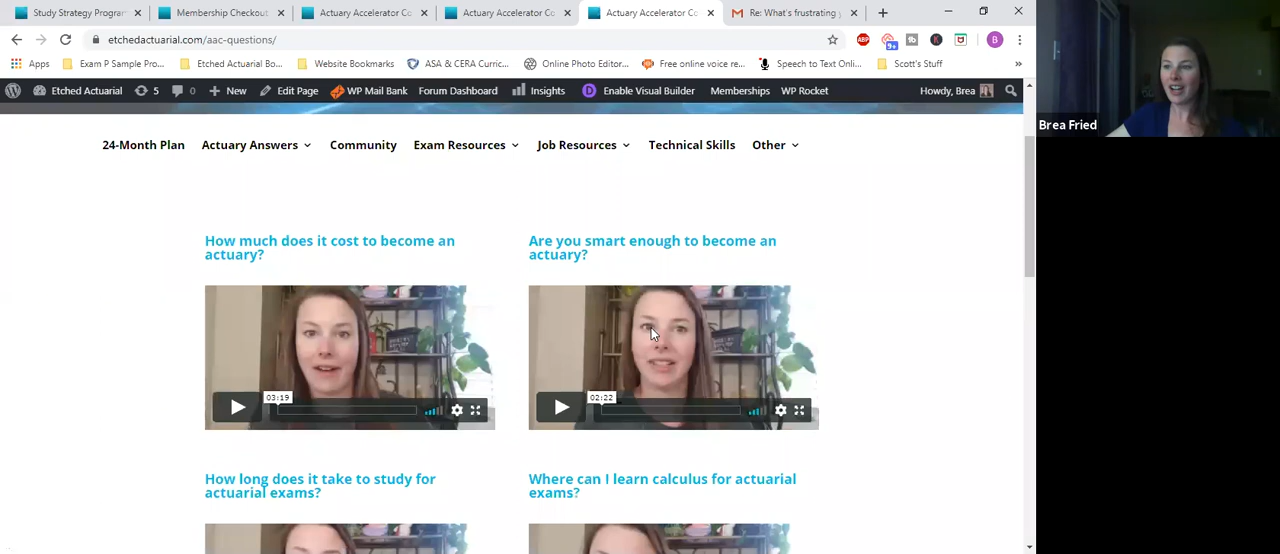 Study Strategy Program
Membership Checkout
Actuary Accelerator Co
Actuary Accelerator Co
Actuary Accelerator Co
Re: What's frustrating y
etchedactuarial.com/aac-questions/
ABP
9+
B
Apps
Exam P Sample Pro...
Etched Actuarial Bo...
Website Bookmarks
ASA & CERA Curric...
Online Photo Editor...
Free online voice re...
Speech to Text Onli...
Scott's Stuff
»
Etched Actuarial
5
0
New
Edit Page
WP Mail Bank
Forum Dashboard
Insights
D
Enable Visual Builder
Memberships
WP Rocket
Howdy, Brea
Brea Fried
24-Month Plan
Actuary Answers
Community
Exam Resources
Job Resources
Technical Skills
Other
How much does it cost to become an
actuary?
Are you smart enough to become an
actuary?
03:19
02:22
How long does it take to study for
actuarial exams?
Where can I learn calculus for actuarial
exams?